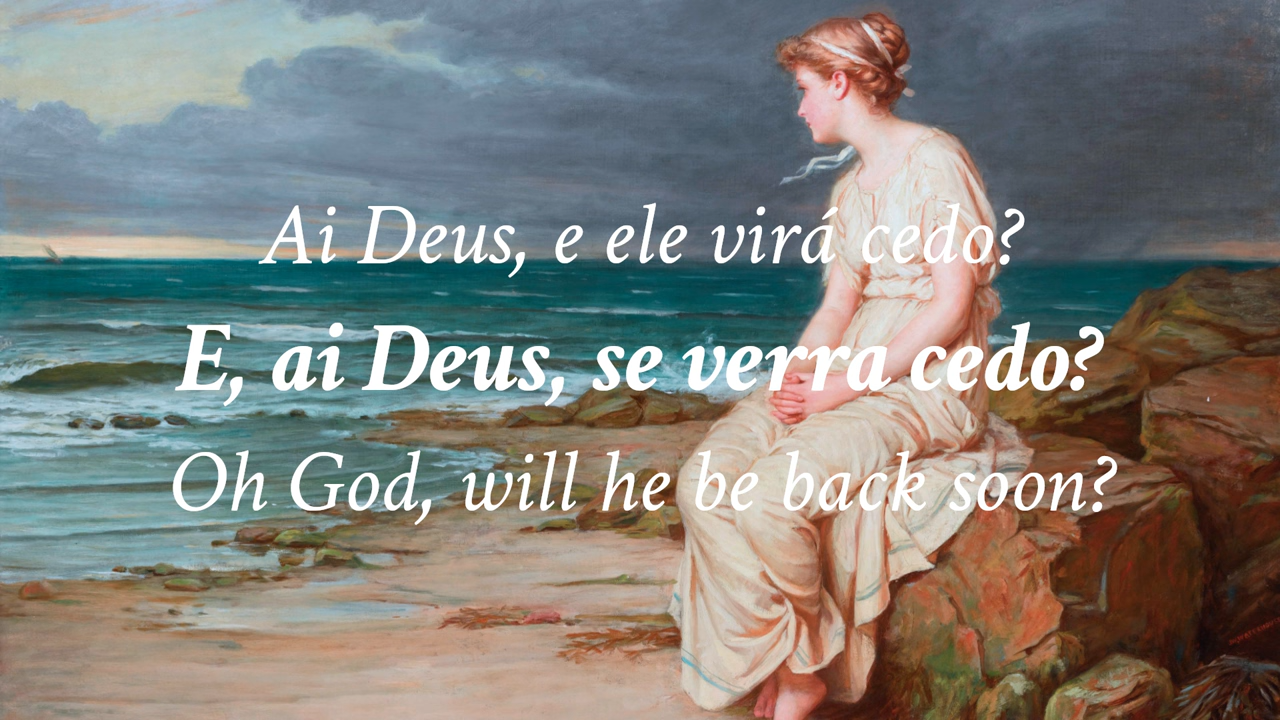 Ai Deus, e ele virá cedo?
E, ai Deus, se verra cedo?
Oh God, will he be back soon?